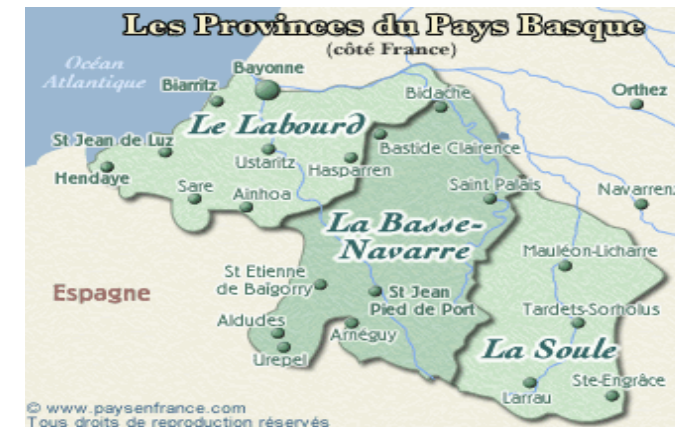 Les Provinces du Pays Basque
(côté France)
Océan
Atlantique
Bayonne
Biarritz
Bidache
Orthez
Le Labourd
St Jean de Luz
Bastide Clairence
Ustaritz
Hasparren
Hendaye
Sare
Ainhoa
Saint Palais
Navarrenz
La Basse-
Navarre
Mauléon-Licharre
St Etienne
de Baïgorry
Espagne
St Jean
Pied de Port
Tardets-Sorholus
Aldudes
Arnéguy
Urepel
La Soule
Ste-Engrâce
Larrau
© www.paysenfrance.com
Tous droits de reproduction réservés